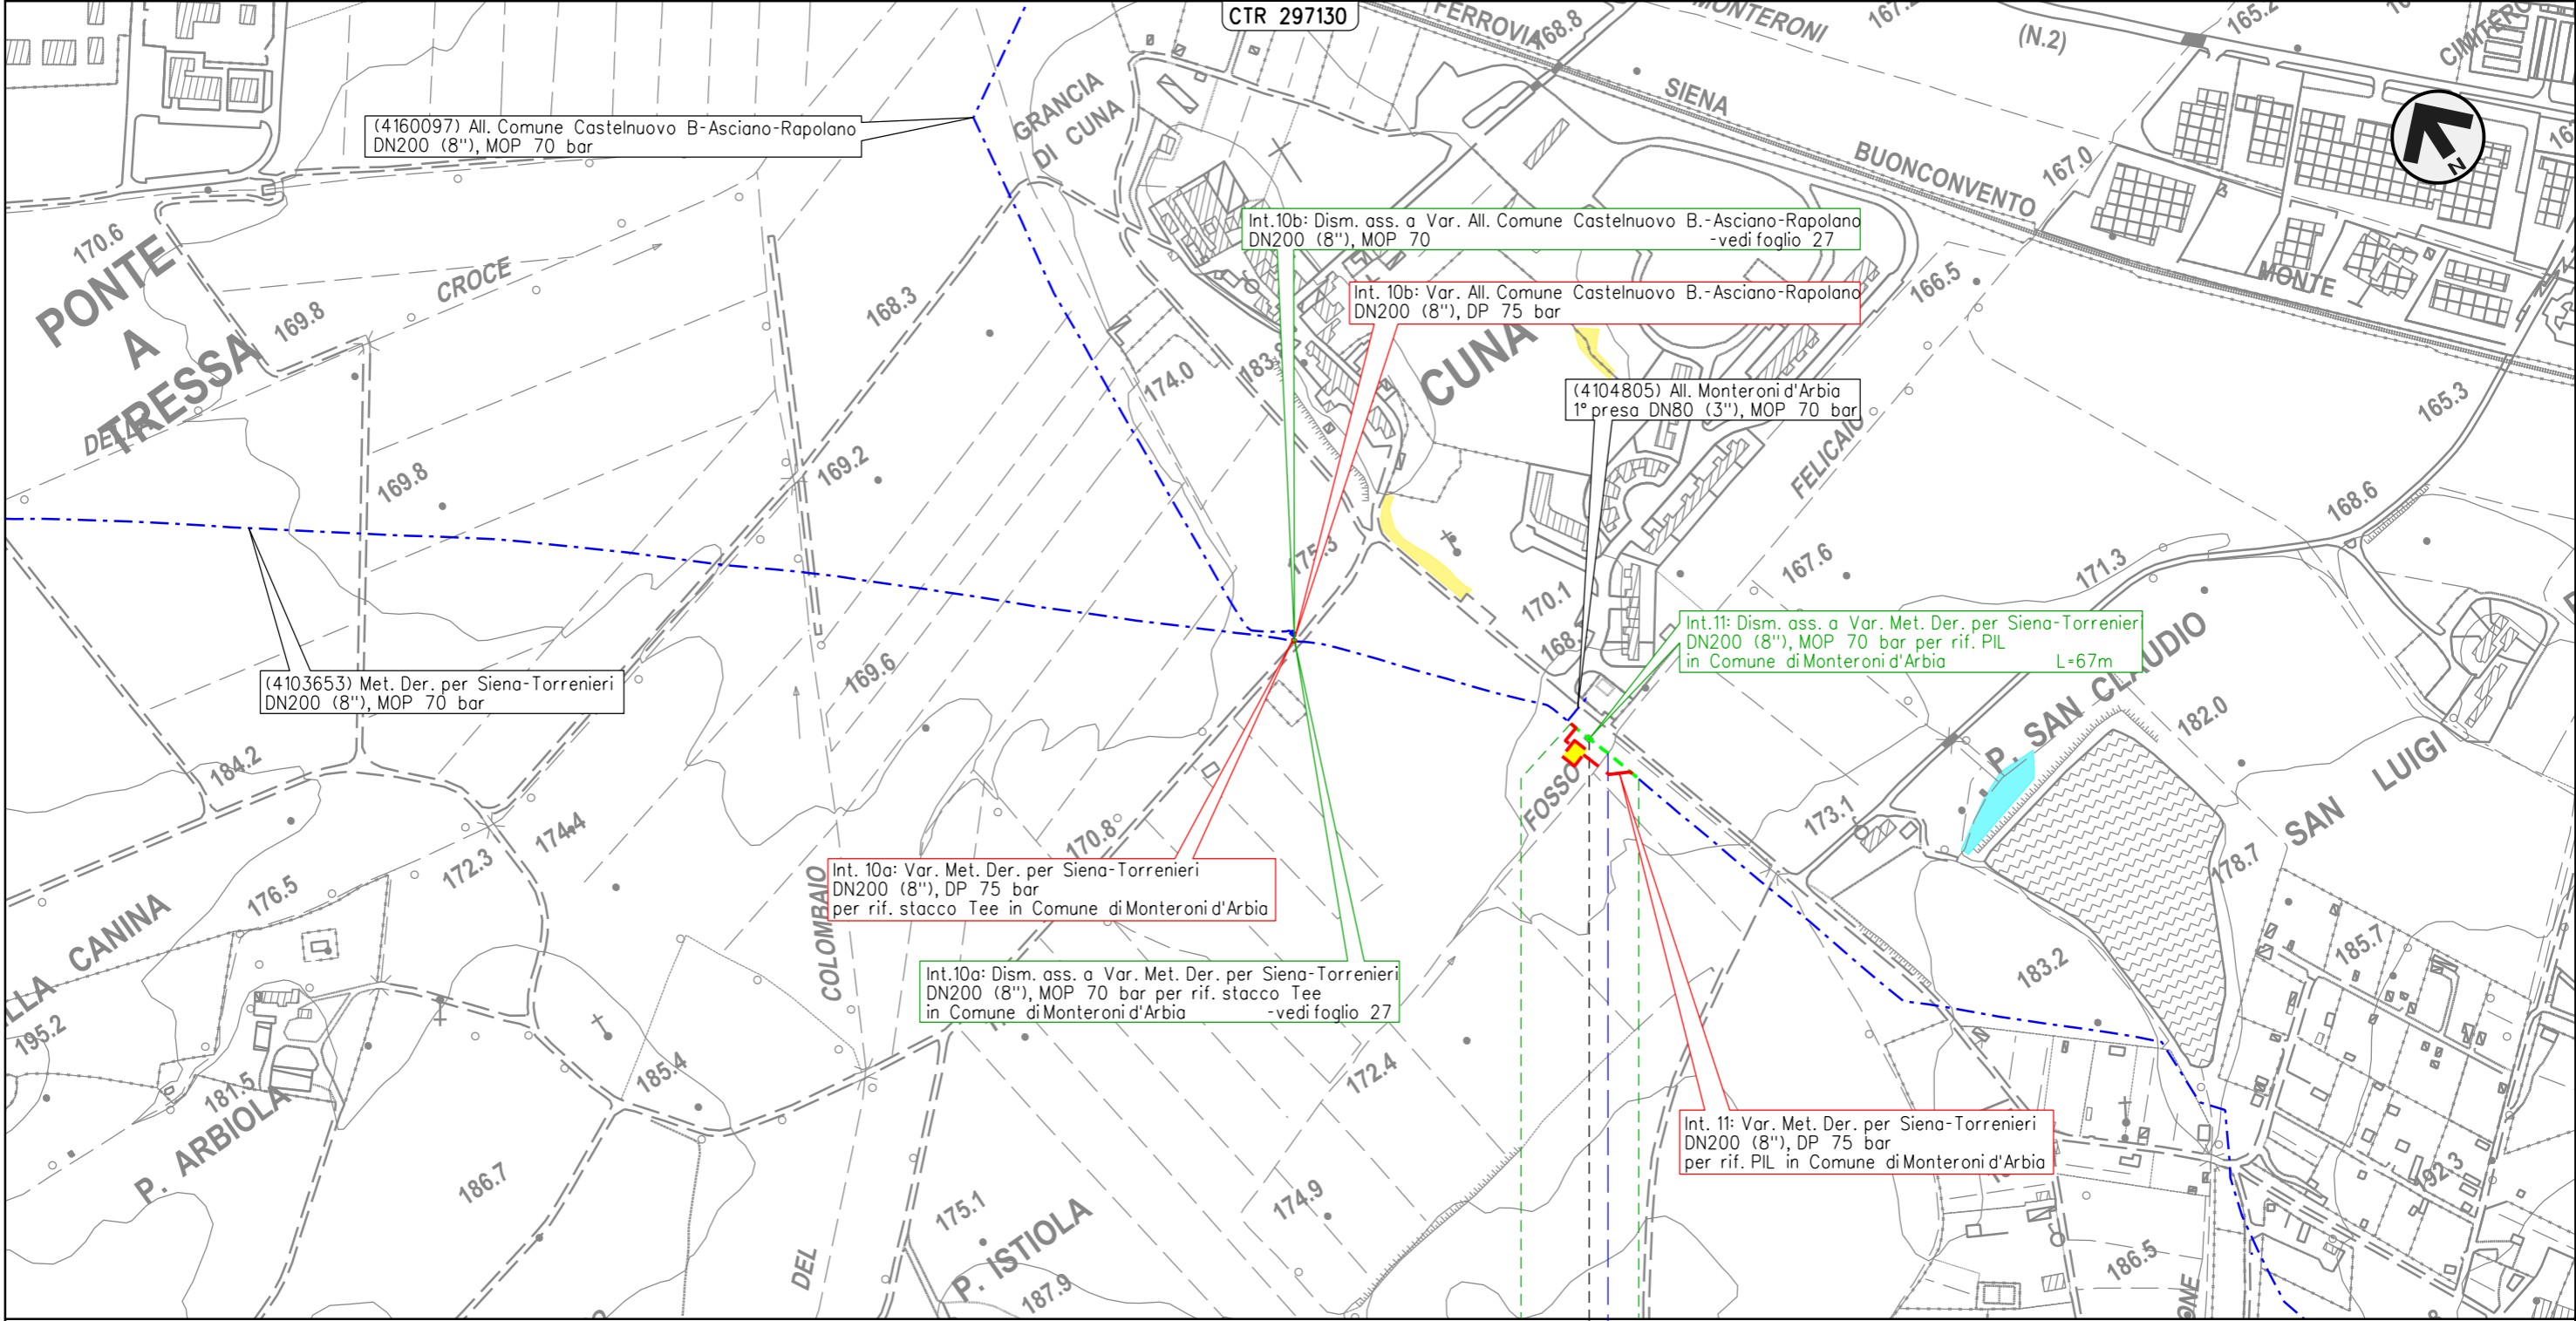 CTR 297130
FERROVIA
168.8
MONTERONI
(N.2)
165.2
SIENA
BUONCONVENTO
167.0
MONTE
N
(4160097) All. Comune Castelnuovo B-Asciano-Rapolano
DN200 (8"), MOP 70 bar
GRANCIA
DI CUNA
Int.10b: Dism. ass. a Var. All. Comune Castelnuovo B.-Asciano-Rapolano
DN200 (8"), MOP 70 -vedi foglio 27
Int. 10b: Var. All. Comune Castelnuovo B.-Asciano-Rapolano
DN200 (8"), DP 75 bar
170.6
PONTE
A
TRESSA
CROCE
169.8
168.3
166.5
174.0
CUNA
(4104805) All. Monteroni d'Arbia
1° presa DN80 (3"), MOP 70 bar
165.3
169.8
169.2
FELICAIO
168.6
175.3
167.6
171.3
170.1
Int.11: Dism. ass. a Var. Met. Der. per Siena-Torrenieri
DN200 (8"), MOP 70 bar per rif. PIL
in Comune di Monteroni d'Arbia L=67m
(4103653) Met. Der. per Siena-Torrenieri
DN200 (8"), MOP 70 bar
169.6
P. SAN CLAUDIO
182.0
SAN LUIGI
184.2
FOSSO
173.1
174.4
170.8
172.3
178.7
176.5
COLOMBAIO
Int. 10a: Var. Met. Der. per Siena-Torrenieri
DN200 (8"), DP 75 bar
per rif. stacco Tee in Comune di Monteroni d'Arbia
CANINA
183.2
185.7
195.2
Int.10a: Dism. ass. a Var. Met. Der. per Siena-Torrenieri
DN200 (8"), MOP 70 bar per rif. stacco Tee
in Comune di Monteroni d'Arbia -vedi foglio 27
181.5
185.4
172.4
P. ARBIOLA
Int. 11: Var. Met. Der. per Siena-Torrenieri
DN200 (8"), DP 75 bar
per rif. PIL in Comune di Monteroni d'Arbia
186.7
192.3
175.1
174.9
DEL
P. ISTIOLA
187.9
186.5